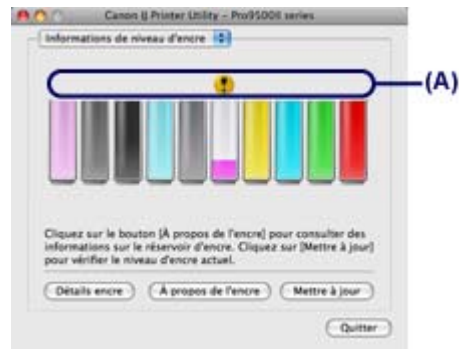 Canon IJ Printer Utility – Pro9500II series
Informations de niveau d'encre
(A)
Cliquez sur le bouton [À propos de l'encre] pour consulter des
informations sur le réservoir d'encre. Cliquez sur [Mettre à jour]
pour vérifier le niveau d'encre actuel.
Détails encre
À propos de l'encre
Mettre à jour
Quitter